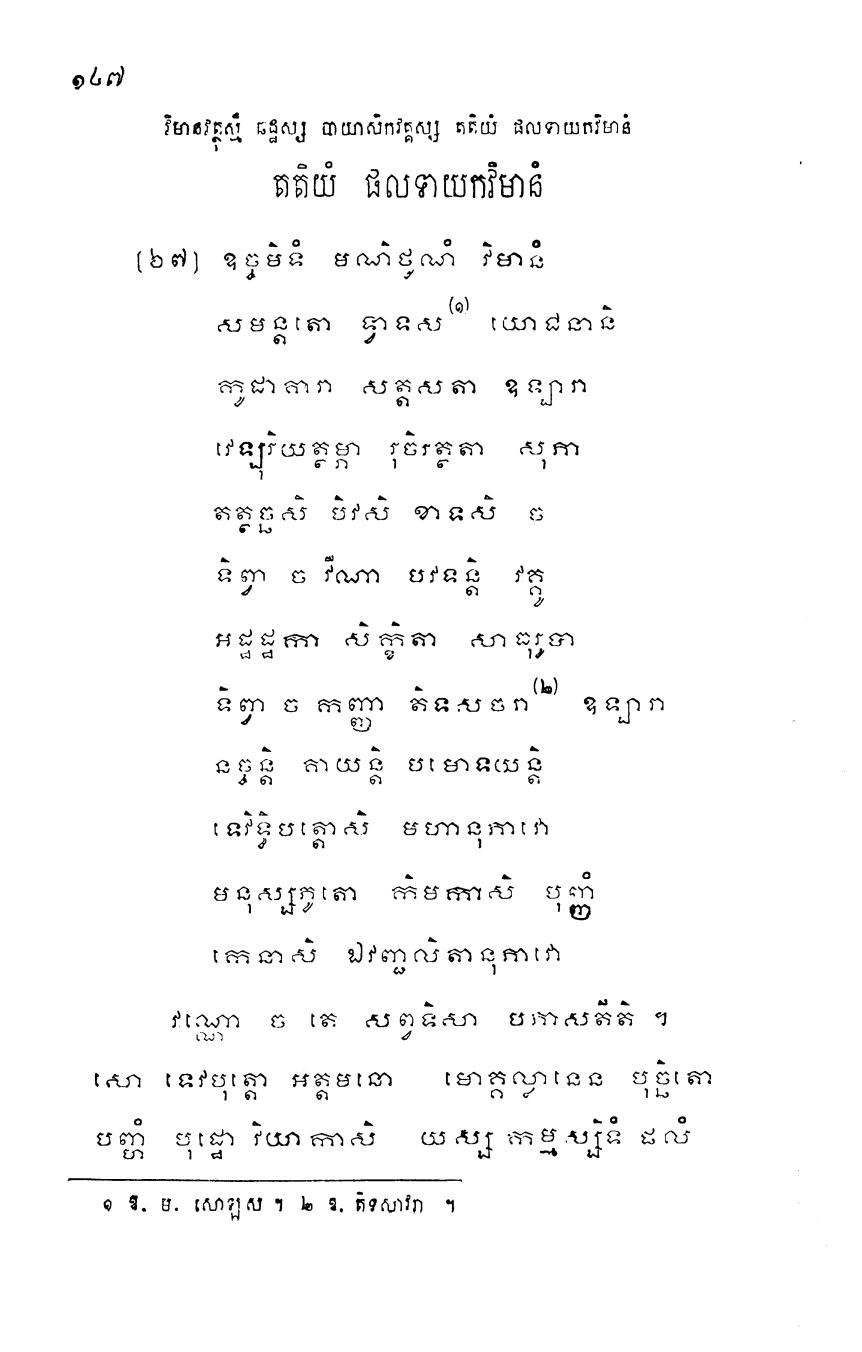 ១៤៧
វិមានវត្ថុស្មឹ ឆដ្ឋស្ស បាយាសិកវគ្គស្ស តតិយំ ផលទាយកវិមានំ
តតិយំ ផលទាយកវិមានំ
(៦៧) ឧច្ចមិទំ មណិថូណំ វិមានំ
សមន្តតោ ទ្វាទស(១) យោជនានិ
កូដាគារា សត្តសតា ឧឡារា
វេឡុរិយត្ថម្ភា រុចិរត្ថតា សុភា
តត្ថច្ឆសិ បិវសិ ខាទសិ ច
ទិព្វា ច វីណា បវទន្តិ វគ្គូ
អដ្ឋដ្ឋកា សិក្ខិតា សាធុរូបា
ទិព្វា ច កញ្ញា តិទសចរា(២) ឧឡារា
នច្ចន្តិ គាយន្តិ បមោទយន្តិ
ទេវិទ្ធិបត្តោសិ មហានុភាវោ
មនុស្សភូតោ កិមកាសិ បុញ្ញំ
កេនាសិ ឯវញ្ជលិតានុភាវោ
វណ្ណោ ច តេ សព្វទិសា បភាសតីតិ ។
សោ ទេវបុត្តោ អត្តមនោ មោគ្គល្លានេន បុច្ឆិតោ
បញ្ហំ បុដ្ឋោ វិយាកាសិ យស្ស កម្មស្សិទំ ផលំ
១ ឱ. ម. សោឡស ។ ២ ឱ. តិទសាវរា ។